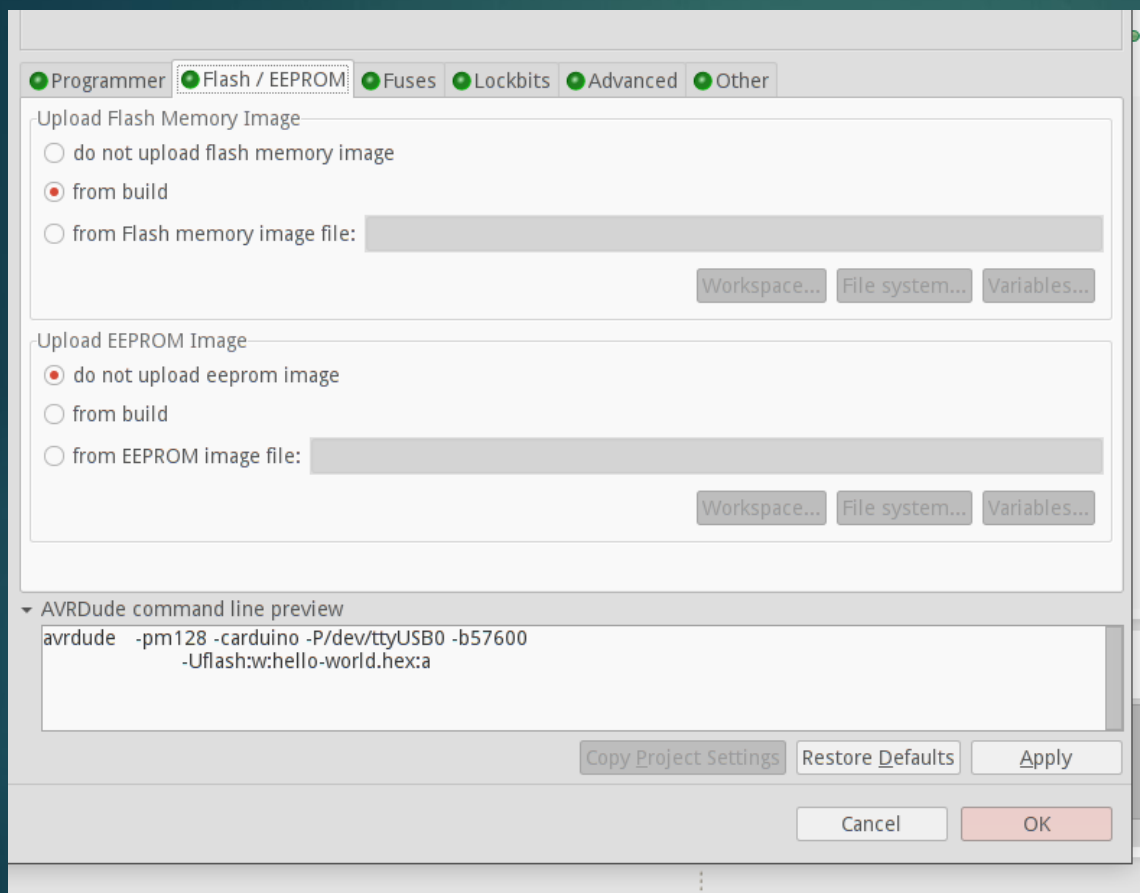 Programmer Flash / EEPROM Fuses Lockbits Advanced Other
Upload Flash Memory Image
do not upload flash memory image
from build
from Flash memory image file:
Workspace... File system... Variables...
Upload EEPROM Image
do not upload eeprom image
from build
from EEPROM image file:
Workspace... File system... Variables...
AVRDude command line preview
avrdude -pm128 -carduino -P/dev/ttyUSB0 -b57600
-Uflash:w:hello-world.hex:a
Copy Project Settings Restore Defaults Apply
Cancel OK